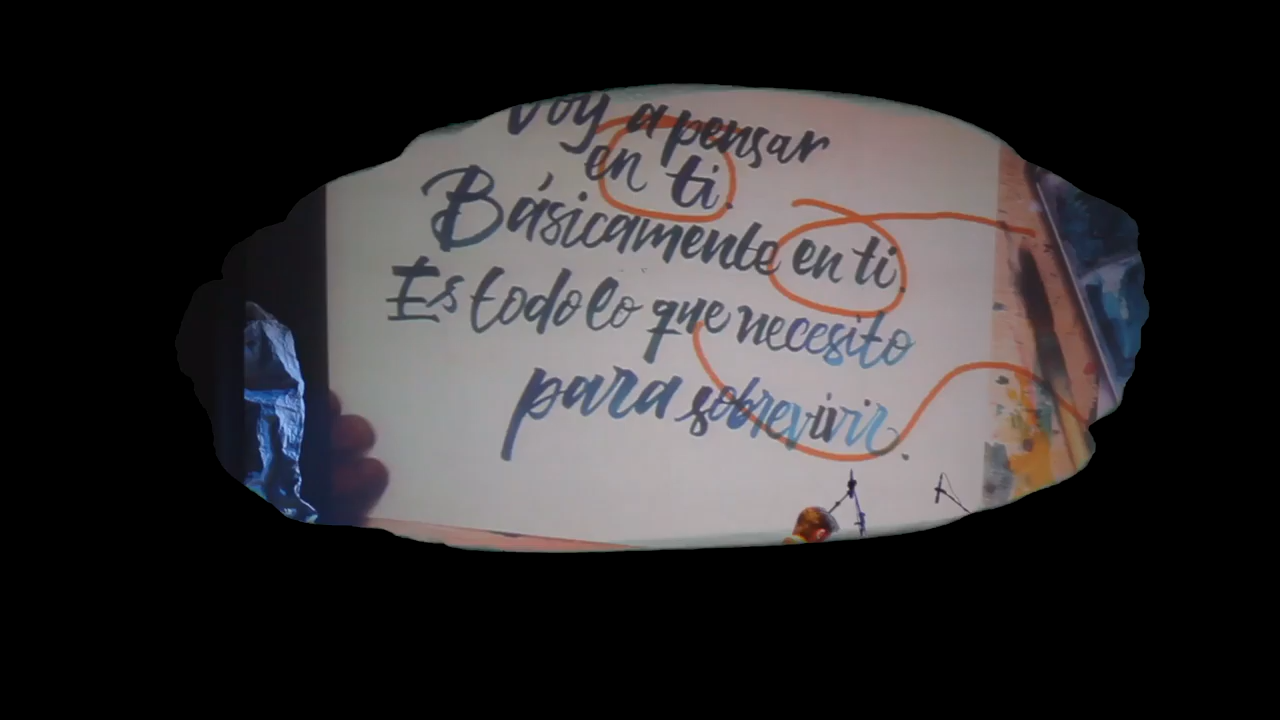 Voy a pensar
en ti.
Básicamente en ti.
Es todo lo que necesito
para sobrevivir.